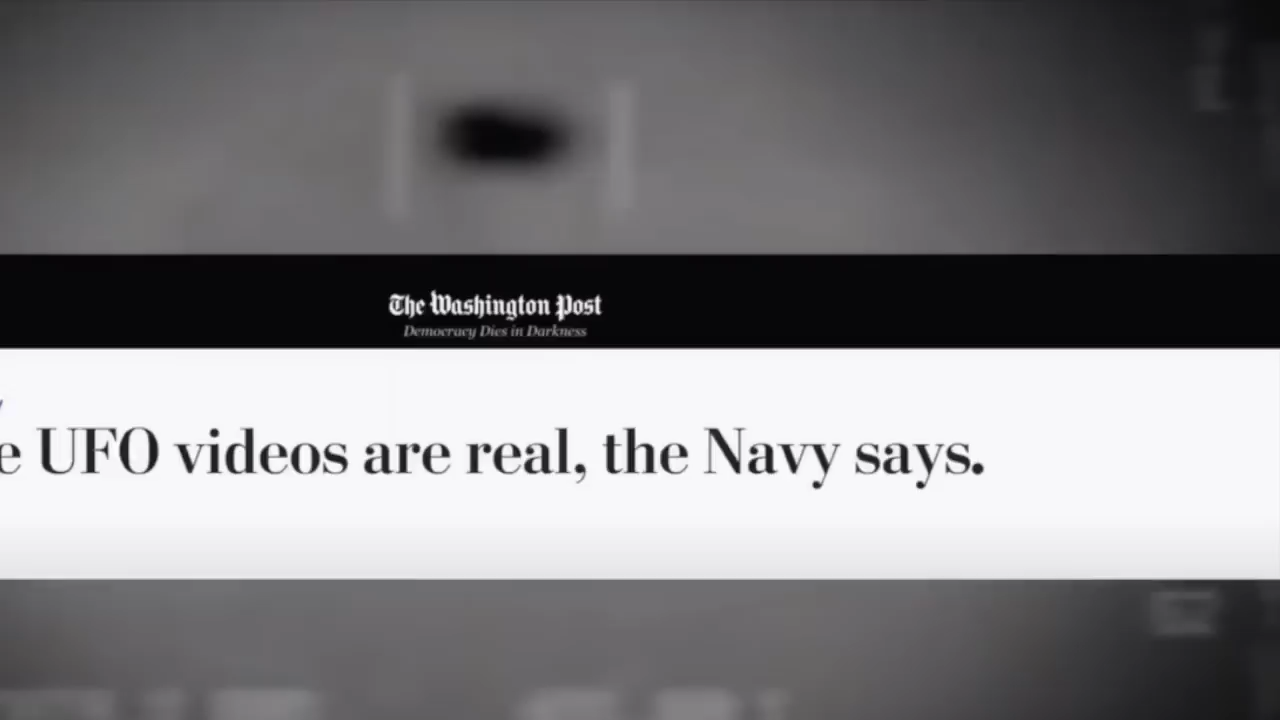 The Washington Post
Democracy Dies in Darkness
e UFO videos are real, the Navy says.